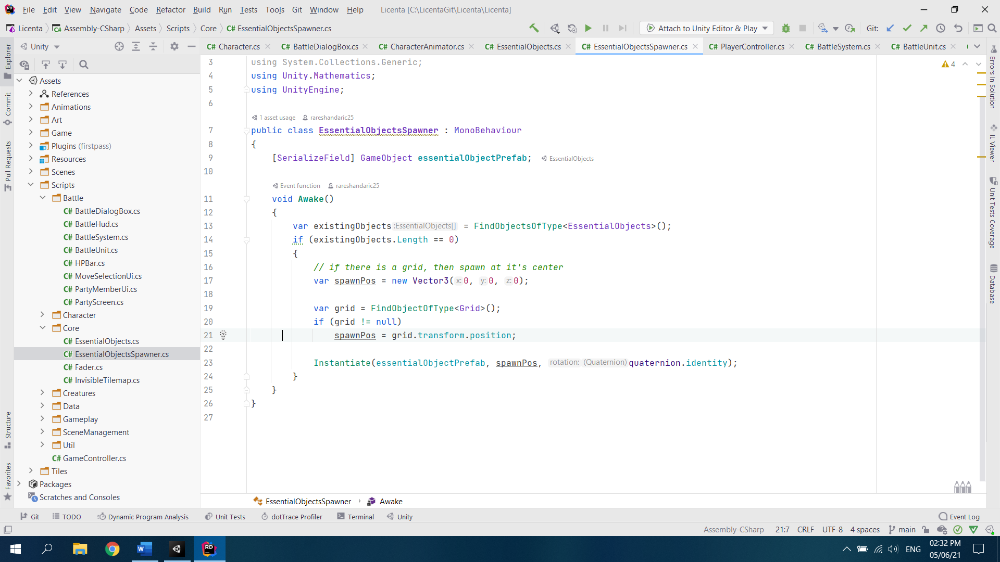 File Edit View Navigate Code Refactor Build Run Tests Tools Git Window Help Licenta [C:\LicentaGit\Licenta\Licenta]
Licenta Assembly-CSharp Assets Scripts Core C# EssentialObjectsSpawner.cs Attach to Unity Editor & Play Git:
Unity C# Character.cs C# BattleDialogBox.cs C# CharacterAnimator.cs C# EssentialObjects.cs C# EssentialObjectsSpawner.cs C# PlayerController.cs C# BattleSystem.cs C# BattleUnit.cs
Explorer
Commit
Pull Requests
Structure
Favorites
Assets
References
Animations
Art
Game
Plugins (firstpass)
Resources
Scenes
Scripts
Battle
C# BattleDialogBox.cs
C# BattleHud.cs
C# BattleSystem.cs
C# BattleUnit.cs
C# HPBar.cs
C# MoveSelectionUi.cs
C# PartyMemberUi.cs
C# PartyScreen.cs
Character
Core
C# EssentialObjects.cs
C# EssentialObjectsSpawner.cs
C# Fader.cs
C# InvisibleTilemap.cs
Creatures
Data
Gameplay
SceneManagement
Util
C# GameController.cs
Tiles
Packages
Scratches and Consoles
3 using System.Collections.Generic;
4 using Unity.Mathematics;
5 using UnityEngine;
6
1 asset usage rareshandaric25
7 public class EssentialObjectsSpawner : MonoBehaviour
8 {
9 [SerializeField] GameObject essentialObjectPrefab; EssentialObjects
10
Event function rareshandaric25
11 void Awake()
12 {
13 var existingObjects :EssentialObjects[] = FindObjectsOfType<EssentialObjects>();
14 if (existingObjects.Length == 0)
15 {
16 // if there is a grid, then spawn at it's center
17 var spawnPos = new Vector3(x:0, y:0, z:0);
18
19 var grid = FindObjectOfType<Grid>();
20 if (grid != null)
21 spawnPos = grid.transform.position;
22
23 Instantiate(essentialObjectPrefab, spawnPos, rotation: (Quaternion)quaternion.identity);
24 }
25 }
26 }
27
4
Errors In Solution
IL Viewer
Unit Tests Coverage
Database
EssentialObjectsSpawner Awake
Git TODO Dynamic Program Analysis Unit Tests dotTrace Profiler Terminal Unity Event Log
Assembly-CSharp 21:7 CRLF UTF-8 4 spaces main
ENG 02:32 PM
05/06/21